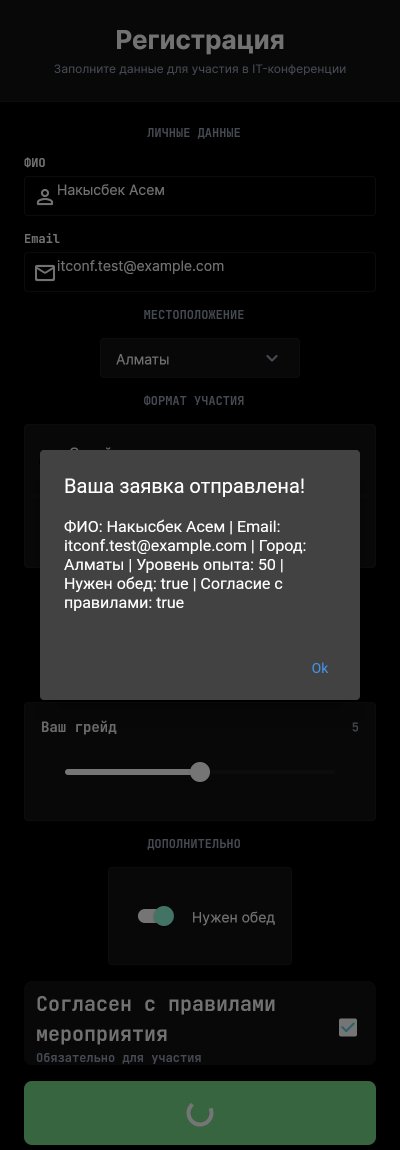 Регистрация
Заполните данные для участия в IT-конференции
ЛИЧНЫЕ ДАННЫЕ
ФИО
Накысбек Асем
Email
itconf.test@example.com
МЕСТОПОЛОЖЕНИЕ
Алматы
ФОРМАТ УЧАСТИЯ
Ваша заявка отправлена!
ФИО: Накысбек Асем | Email:
itconf.test@example.com | Город:
Алматы | Уровень опыта: 50 |
Нужен обед: true | Согласие с
правилами: true
Ok
Ваш грейд
5
ДОПОЛНИТЕЛЬНО
Нужен обед
Согласен с правилами
мероприятия
Обязательно для участия